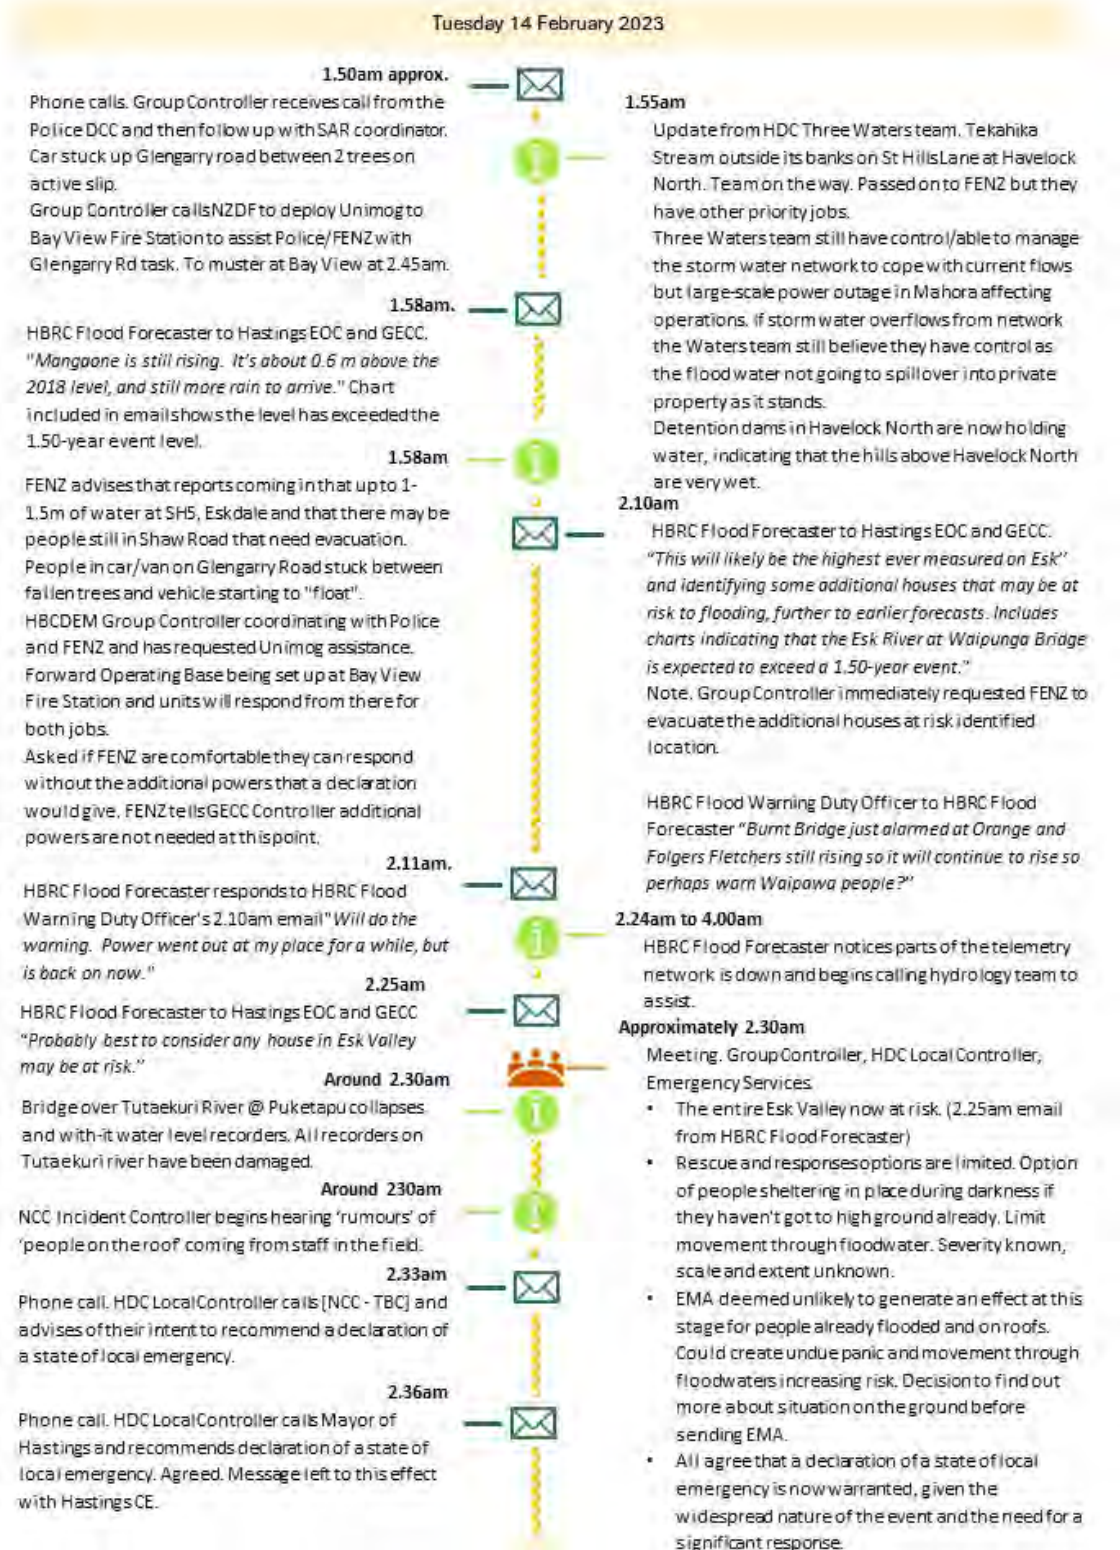 Tuesday 14 February 2023
1.50am approx.
Phone calls. Group Controller receives call from the
Police DCC and then follow up with SAR coordinator.
Car stuck up Glengarry road between 2 trees on
active slip.
Group Controller calls NZDF to deploy Unimog to
Bay View Fire Station to assist Police/FENZ with
Glengarry Rd task. To muster at Bay View at 2.45am.
1.55am
Update from HDC Three Waters team. Tekahika
Stream outside its banks on St Hills Lane at Havelock
North. Team on the way. Passed on to FENZ but they
have other priority jobs.
Three Waters team still have control/able to manage
the storm water network to cope with current flows
but large-scale power outage in Mahora affecting
operations. If storm water overflows from network
the Waters team still believe they have control as
the flood water not going to spill over into private
property as it stands.
Detention dams in Havelock North are now holding
water, indicating that the hills above Havelock North
are very wet.
1.58am.
HBRC Flood Forecaster to Hastings EOC and GECC.
"Mangaone is still rising. It's about 0.6 m above the
2018 level, and still more rain to arrive." Chart
included in email shows the level has exceeded the
1.50-year event level.
1.58am
FENZ advises that reports coming in that up to 1-
1.5m of water at SH5, Eskdale and that there may be
people still in Shaw Road that need evacuation.
People in car/van on Glengarry Road stuck between
fallen trees and vehicle starting to "float".
HBCDEM Group Controller coordinating with Police
and FENZ and has requested Unimog assistance.
Forward Operating Base being set up at Bay View
Fire Station and units will respond from there for
both jobs.
Asked if FENZ are comfortable they can respond
without the additional powers that a declaration
would give. FENZ tells GECC Controller additional
powers are not needed at this point.
2.10am
HBRC Flood Forecaster to Hastings EOC and GECC.
"This will likely be the highest ever measured on Esk"
and identifying some additional houses that may be at
risk to flooding, further to earlier forecasts. Includes
charts indicating that the Esk River at Waipunga Bridge
is expected to exceed a 1.50-year event."
Note. Group Controller immediately requested FENZ to
evacuate the additional houses at risk identified
location.
HBRC Flood Warning Duty Officer to HBRC Flood
Forecaster "Burnt Bridge just alarmed at Orange and
Folgers Fletchers still rising so it will continue to rise so
perhaps warn Waipawa people?"
2.11am.
HBRC Flood Forecaster responds to HBRC Flood
Warning Duty Officer's 2.10am email "Will do the
warning. Power went out at my place for a while, but
is back on now."
2.24am to 4.00am
HBRC Flood Forecaster notices parts of the telemetry
network is down and begins calling hydrology team to
assist.
2.25am
HBRC Flood Forecaster to Hastings EOC and GECC
"Probably best to consider any house in Esk Valley
may be at risk."
Approximately 2.30am
Meeting. Group Controller, HDC Local Controller,
Emergency Services.
• The entire Esk Valley now at risk. (2.25am email
from HBRC Flood Forecaster)
• Rescue and responses options are limited. Option
of people sheltering in place during darkness if
they haven't got to high ground already. Limit
movement through floodwater. Severity known,
scale and extent unknown.
• EMA deemed unlikely to generate an effect at this
stage for people already flooded and on roofs.
Could create undue panic and movement through
floodwaters increasing risk. Decision to find out
more about situation on the ground before
sending EMA.
• All agree that a declaration of a state of local
emergency is now warranted, given the
widespread nature of the event and the need for a
significant response.
Around 2.30am
Bridge over Tutaekuri River @ Puketapu collapses
and with-it water level recorders. All recorders on
Tutaekuri river have been damaged.
Around 230am
NCC Incident Controller begins hearing 'rumours' of
'people on the roof' coming from staff in the field.
2.33am
Phone call. HDC Local Controller calls [NCC - TBC] and
advises of their intent to recommend a declaration of
a state of local emergency.
2.36am
Phone call. HDC Local Controller calls Mayor of
Hastings and recommends declaration of a state of
local emergency. Agreed. Message left to this effect
with Hastings CE.